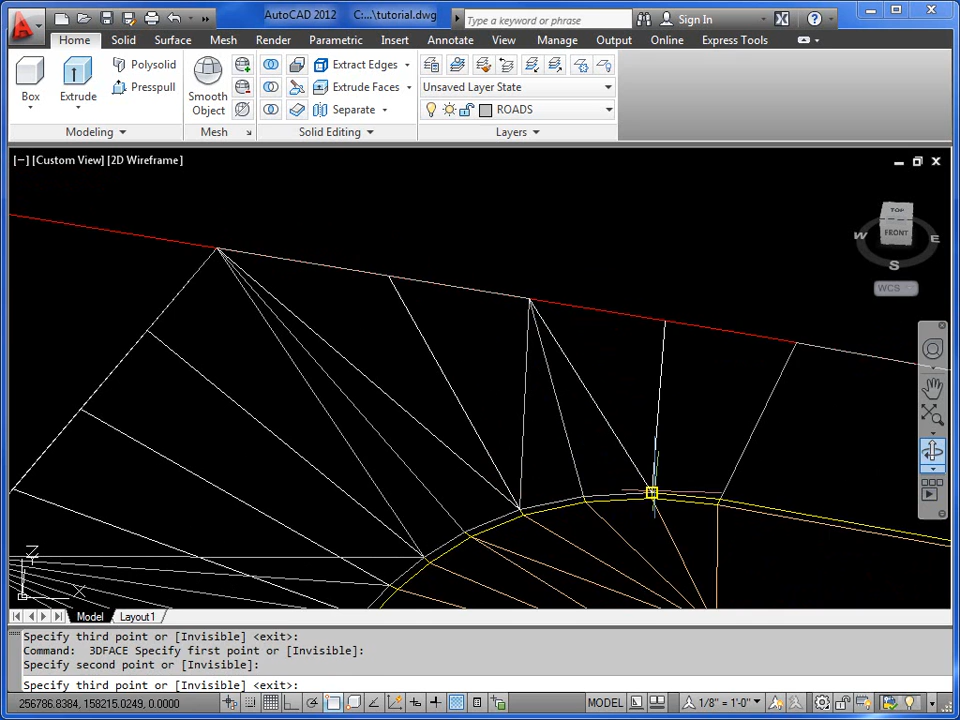 AutoCAD 2012 C:...\tutorial.dwg Type a keyword or phrase Sign In
Home Solid Surface Mesh Render Parametric Insert Annotate View Manage Output Online Express Tools
Polysolid Extract Edges
Presspull Extrude Faces Unsaved Layer State
Box Extrude Smooth Object Separate ROADS
Modeling Mesh Solid Editing Layers
[−] [Custom View] [2D Wireframe]
TOP
FRONT
W E
S
WCS
Z
X
Model Layout1
Specify third point or [Invisible] <exit>:
Command: 3DFACE Specify first point or [Invisible]:
Specify second point or [Invisible]:
Specify third point or [Invisible] <exit>:
256786.8384, 158215.0249, 0.0000 MODEL 1/8" = 1'-0"